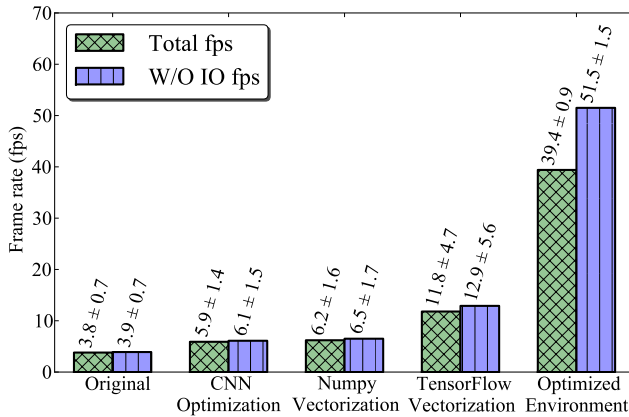 70
60
50
40
30
20
10
0
Frame rate (fps)
Total fps
W/O IO fps
3.8 ± 0.7
3.9 ± 0.7
5.9 ± 1.4
6.1 ± 1.5
6.2 ± 1.6
6.5 ± 1.7
11.8 ± 4.7
12.9 ± 5.6
39.4 ± 0.9
51.5 ± 1.5
Original
CNN
Optimization
Numpy
Vectorization
TensorFlow
Vectorization
Optimized
Environment